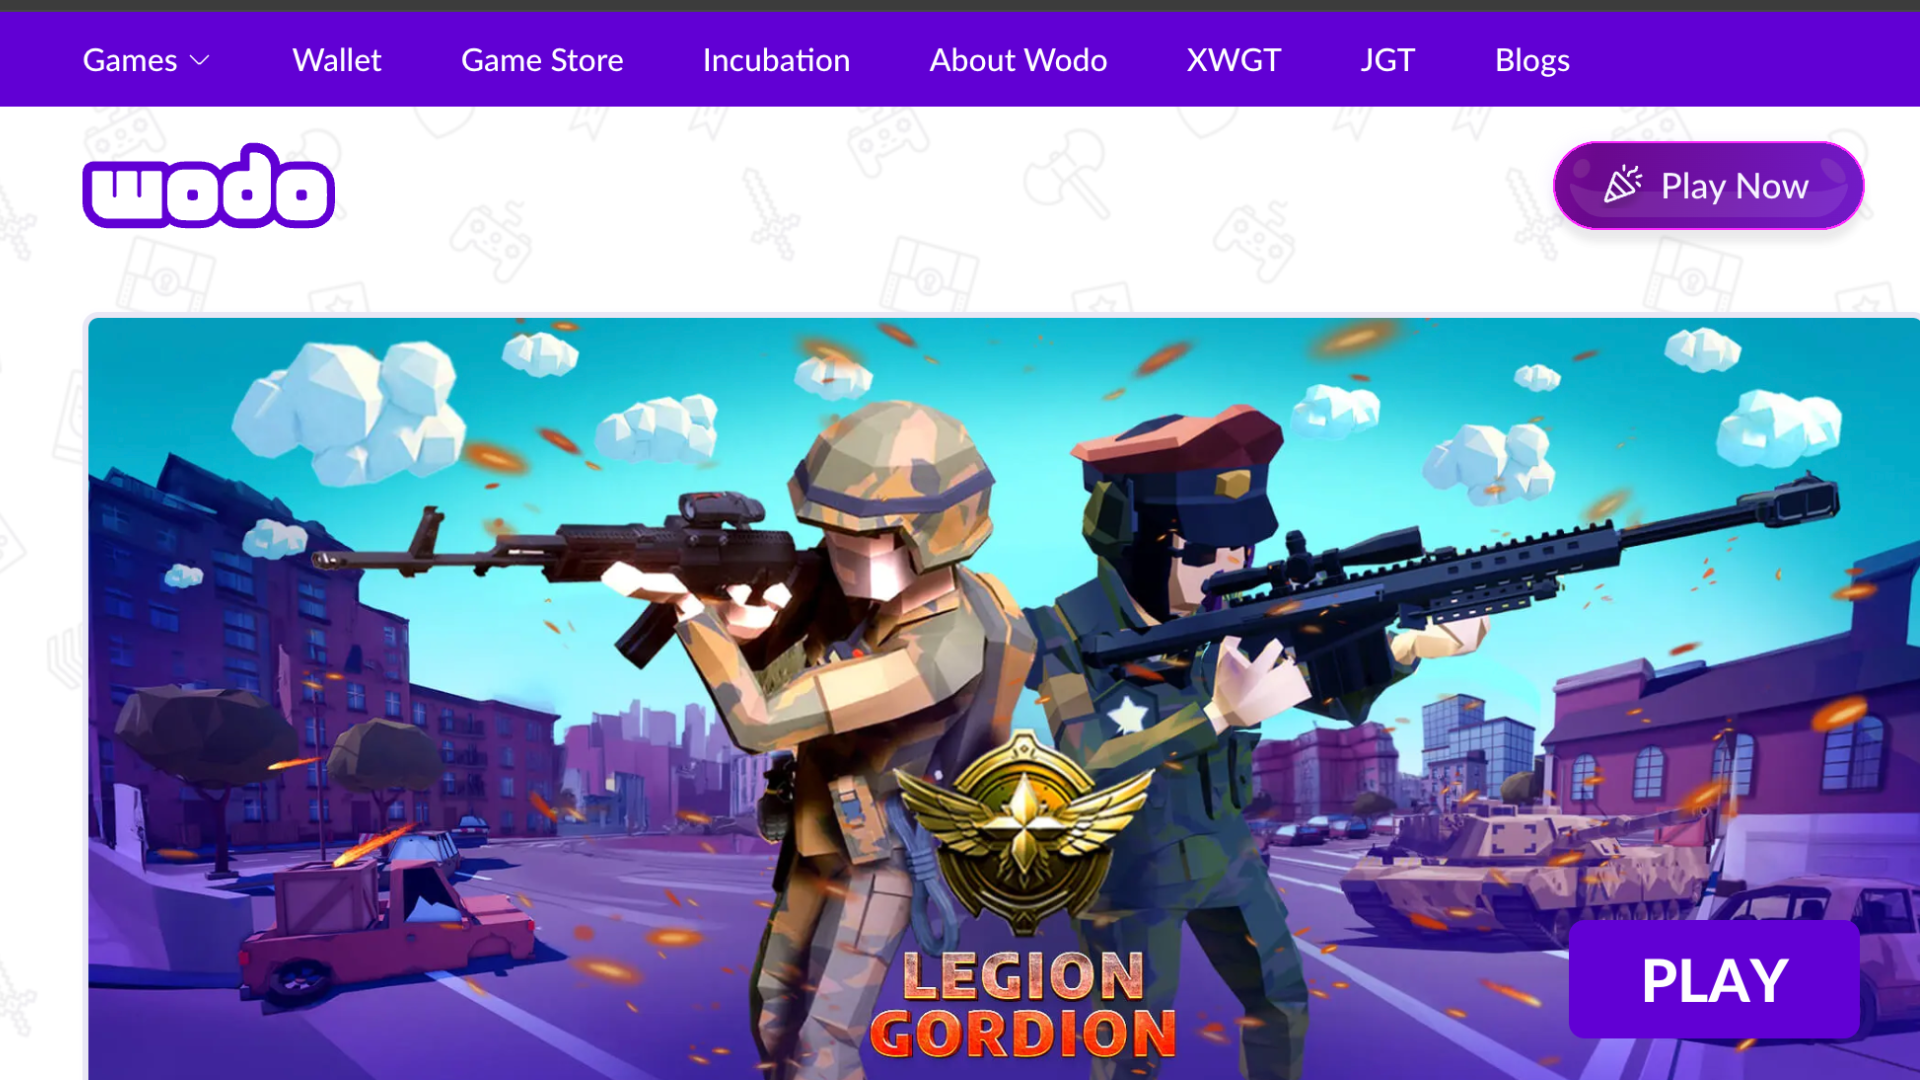 Games
Wallet
Game Store
Incubation
About Wodo
XWGT
JGT
Blogs
wodo
Play Now
LEGION
GORDION
PLAY